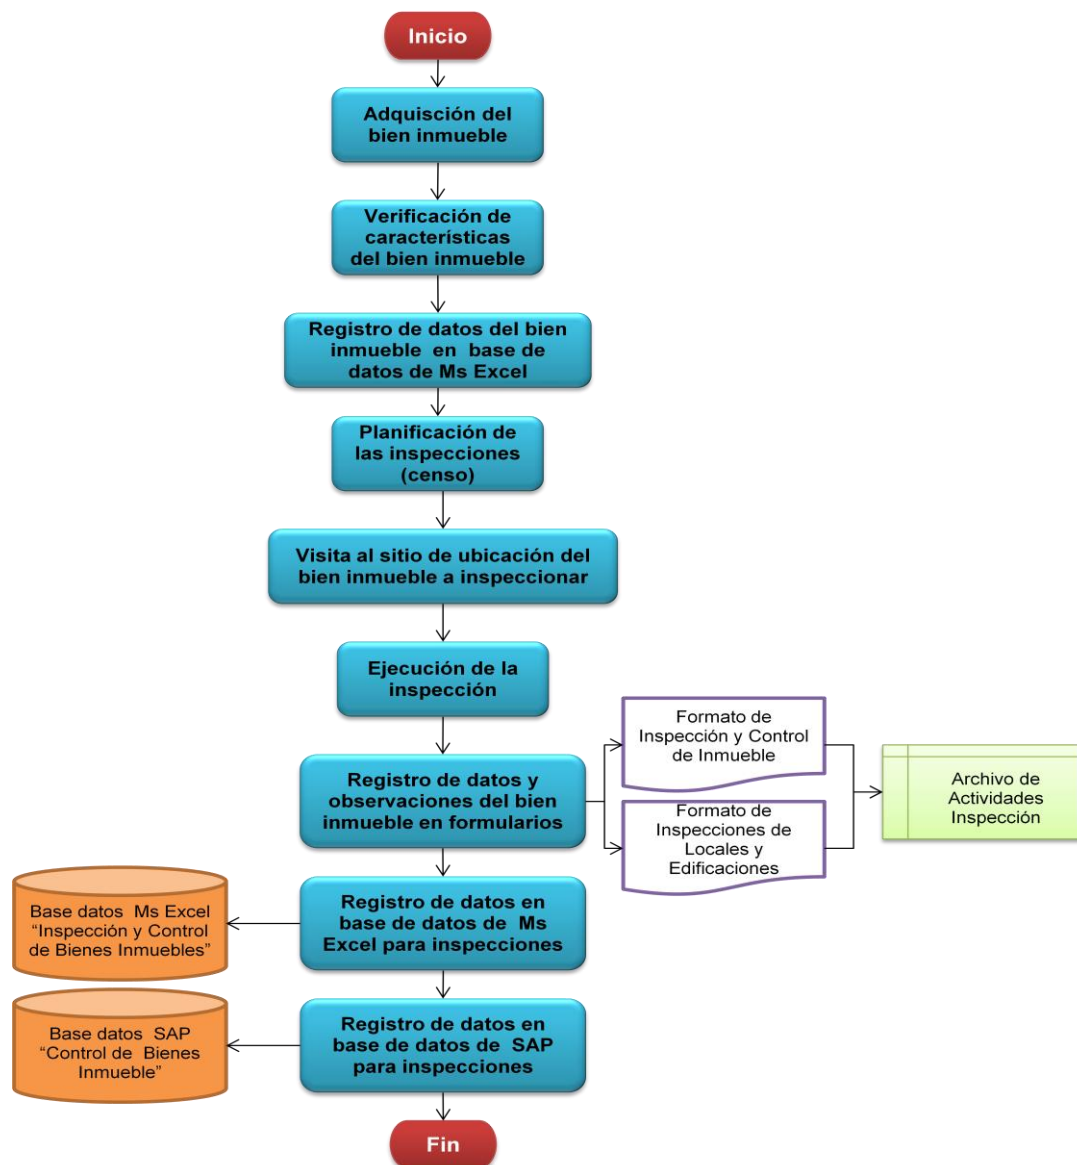 Inicio
Adquisción del
bien inmueble
Verificación de
características
del bien inmueble
Registro de datos del bien
inmueble en base de
datos de Ms Excel
Planificación de
las inspecciones
(censo)
Visita al sitio de ubicación del
bien inmueble a inspeccionar
Ejecución de la
inspección
Registro de datos y
observaciones del bien
inmueble en formularios
Formato de
Inspección y Control
de Inmueble
Formato de
Inspecciones de
Locales y
Edificaciones
Archivo de
Actividades
Inspección
Registro de datos en
base de datos de Ms
Excel para inspecciones
Base datos Ms Excel
“Inspección y Control
de Bienes Inmuebles”
Registro de datos en
base de datos de SAP
para inspecciones
Base datos SAP
“Control de Bienes
Inmueble”
Fin